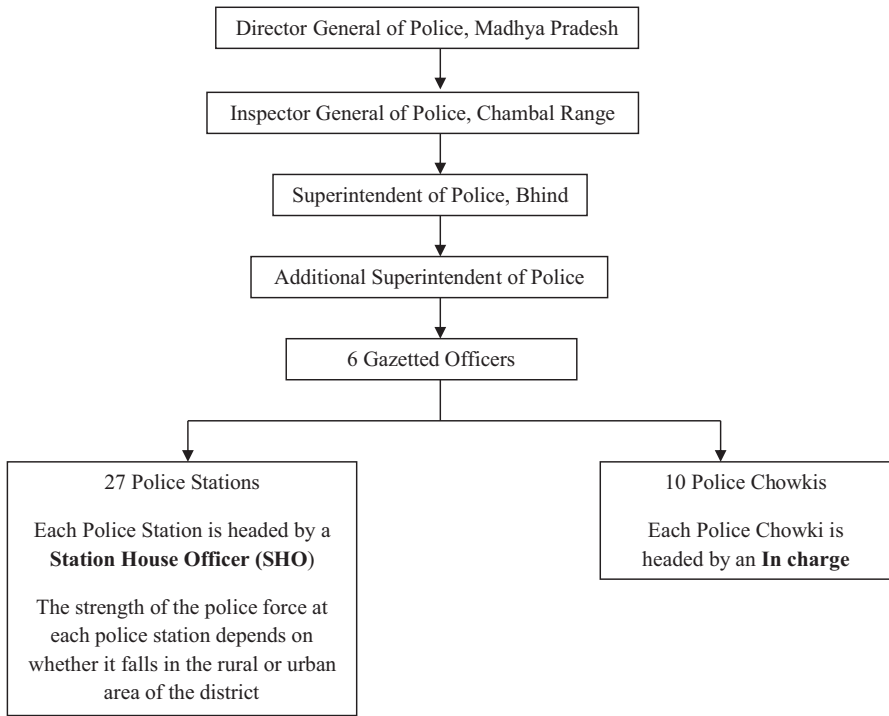 Director General of Police, Madhya Pradesh
Inspector General of Police, Chambal Range
Superintendent of Police, Bhind
Additional Superintendent of Police
6 Gazetted Officers
27 Police Stations
Each Police Station is headed by a
Station House Officer (SHO)
The strength of the police force at
each police station depends on
whether it falls in the rural or urban
area of the district
10 Police Chowkis
Each Police Chowki is
headed by an In charge